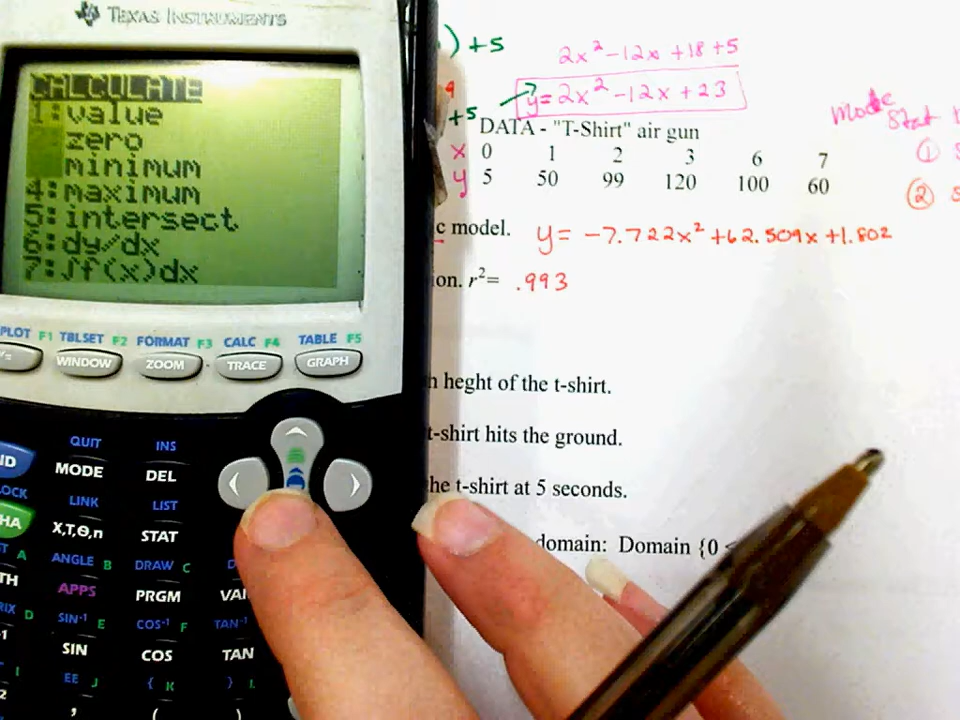 TEXAS INSTRUMENTS
CALCULATE
1:value
zero
minimum
4:maximum
5:intersect
6:dy/dx
7:∫f(x)dx
PLOT F1 TBLSET F2 FORMAT F3 CALC F4 TABLE F5
WINDOW ZOOM TRACE GRAPH
QUIT INS
MODE DEL
LINK LIST
X,T,θ,n STAT
A ANGLE B DRAW C
APPS PRGM
D SIN⁻¹ E COS⁻¹ F TAN⁻¹
SIN COS TAN
EE J { K } L
, ( )
) +5
2x² -12x +18 +5
9
+5
y= 2x² -12x +23
Mode
Stat
①
②
DATA - "T-Shirt" air gun
x 0 1 2 3 6 7
y 5 50 99 120 100 60
c model. y = -7.722x² +62.509x +1.802
ion. r²= .993
heght of the t-shirt.
t-shirt hits the ground.
he t-shirt at 5 seconds.
domain: Domain {0